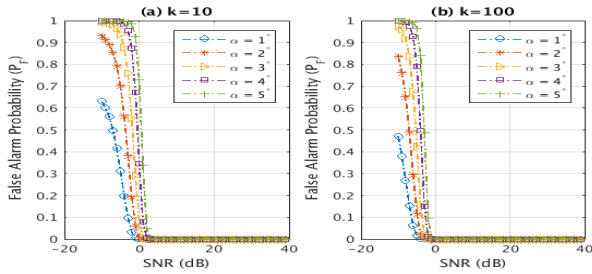 (a) k=10
False Alarm Probability (P_F)
1
0.9
0.8
0.7
0.6
0.5
0.4
0.3
0.2
0.1
0
-20
0
20
40
SNR (dB)
α = 1°
α = 2°
α = 3°
α = 4°
α = 5°
(b) k=100
False Alarm Probability (P_F)
1
0.9
0.8
0.7
0.6
0.5
0.4
0.3
0.2
0.1
0
-20
0
20
40
SNR (dB)
α = 1°
α = 2°
α = 3°
α = 4°
α = 5°